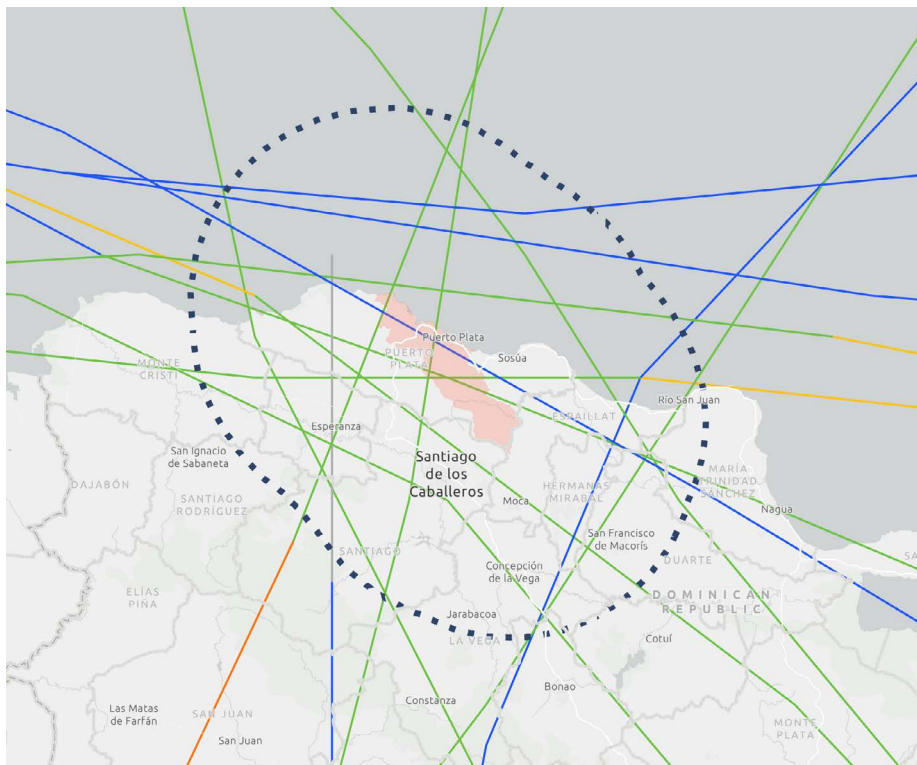 Puerto Plata
PUERTO
PLATA
Sosúa
MONTE
CRISTI
Río San Juan
ESPAILLAT
Esperanza
San Ignacio
de Sabaneta
Santiago
de los
Caballeros
MARÍA
TRINIDAD
SÁNCHEZ
DAJABÓN
HERMANAS
MIRABAL
SANTIAGO
RODRÍGUEZ
Moca
Nagua
San Francisco
de Macorís
SANTIAGO
DUARTE
SA
Concepción
de la Vega
ELÍAS
PIÑA
DOMINICAN
REPUBLIC
Jarabacoa
LA VEGA
Cotuí
Bonao
Constanza
Las Matas
de Farfán
SAN JUAN
San Juan
MONTE
PLATA